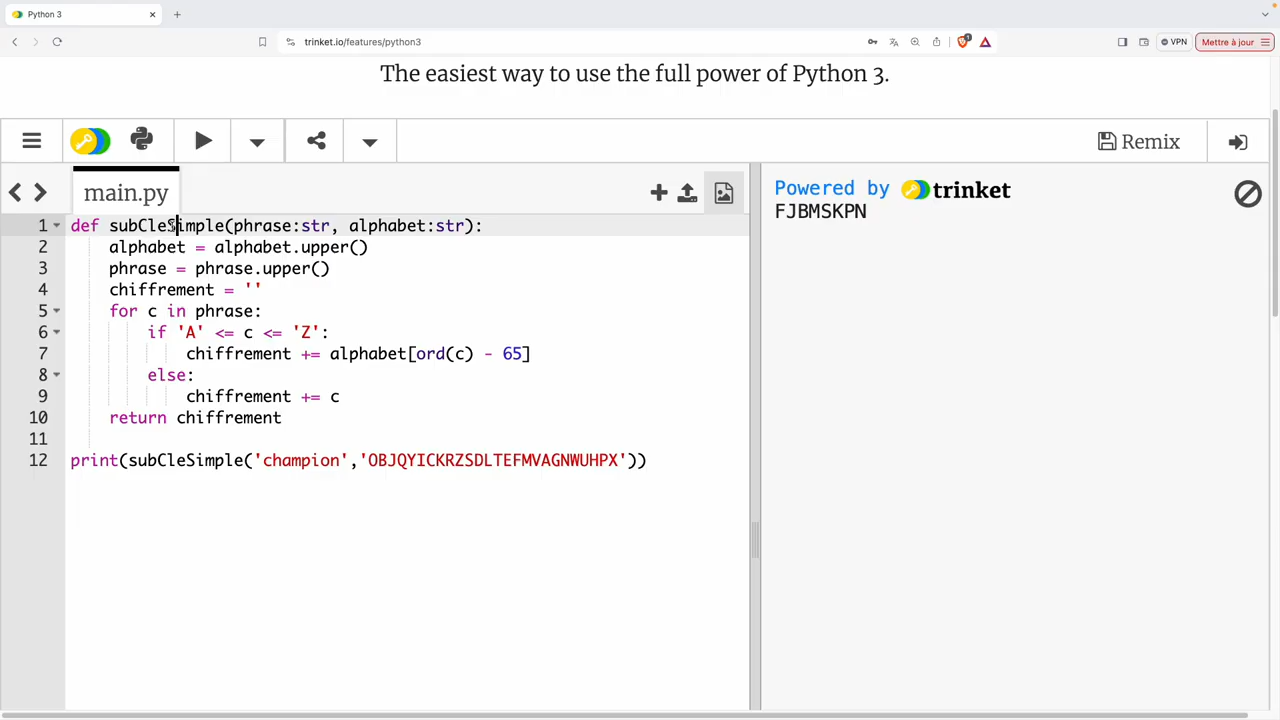 Python 3
trinket.io/features/python3
1
VPN
Mettre à jour
The easiest way to use the full power of Python 3.
Remix
main.py
1 def subCleSimple(phrase:str, alphabet:str):
2 alphabet = alphabet.upper()
3 phrase = phrase.upper()
4 chiffrement = ''
5 for c in phrase:
6 if 'A' <= c <= 'Z':
7 chiffrement += alphabet[ord(c) - 65]
8 else:
9 chiffrement += c
10 return chiffrement
11
12 print(subCleSimple('champion','OBJQYICKRZSDLTEFMVAGNWUHPX'))
Powered by trinket
FJBMSKPN